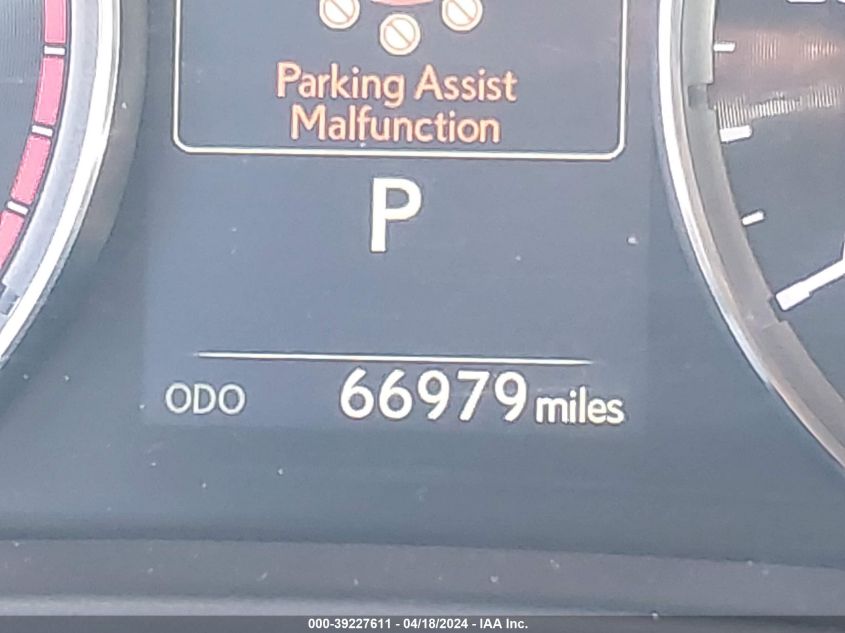 Parking Assist
Malfunction
P
ODO 66979 miles
000-39227611 - 04/18/2024 - IAA Inc.